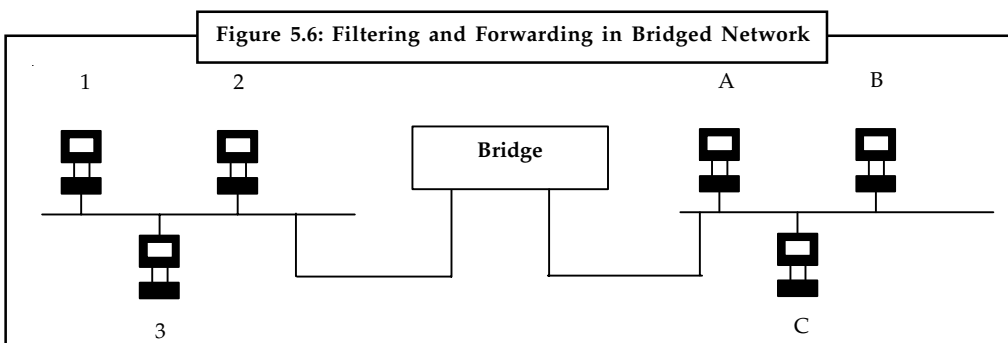 Figure 5.6: Filtering and Forwarding in Bridged Network
1 2 A B
Bridge
3 C